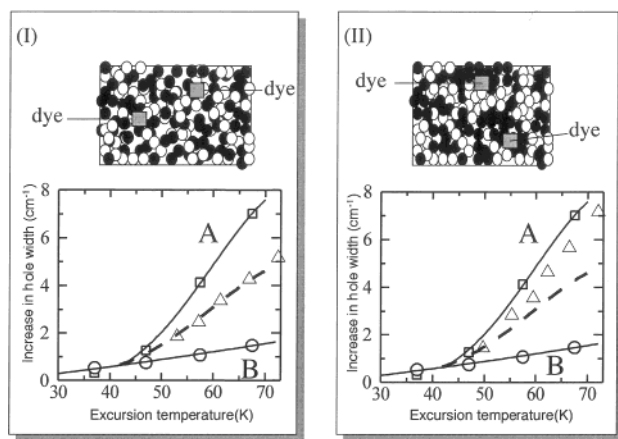 (I)
dye
dye
Increase in hole width (cm⁻¹)
8
6
4
2
0
A
B
30 40 50 60 70
Excursion temperature(K)
(II)
dye
dye
Increase in hole width (cm⁻¹)
8
6
4
2
0
A
B
30 40 50 60 70
Excursion temperature(K)